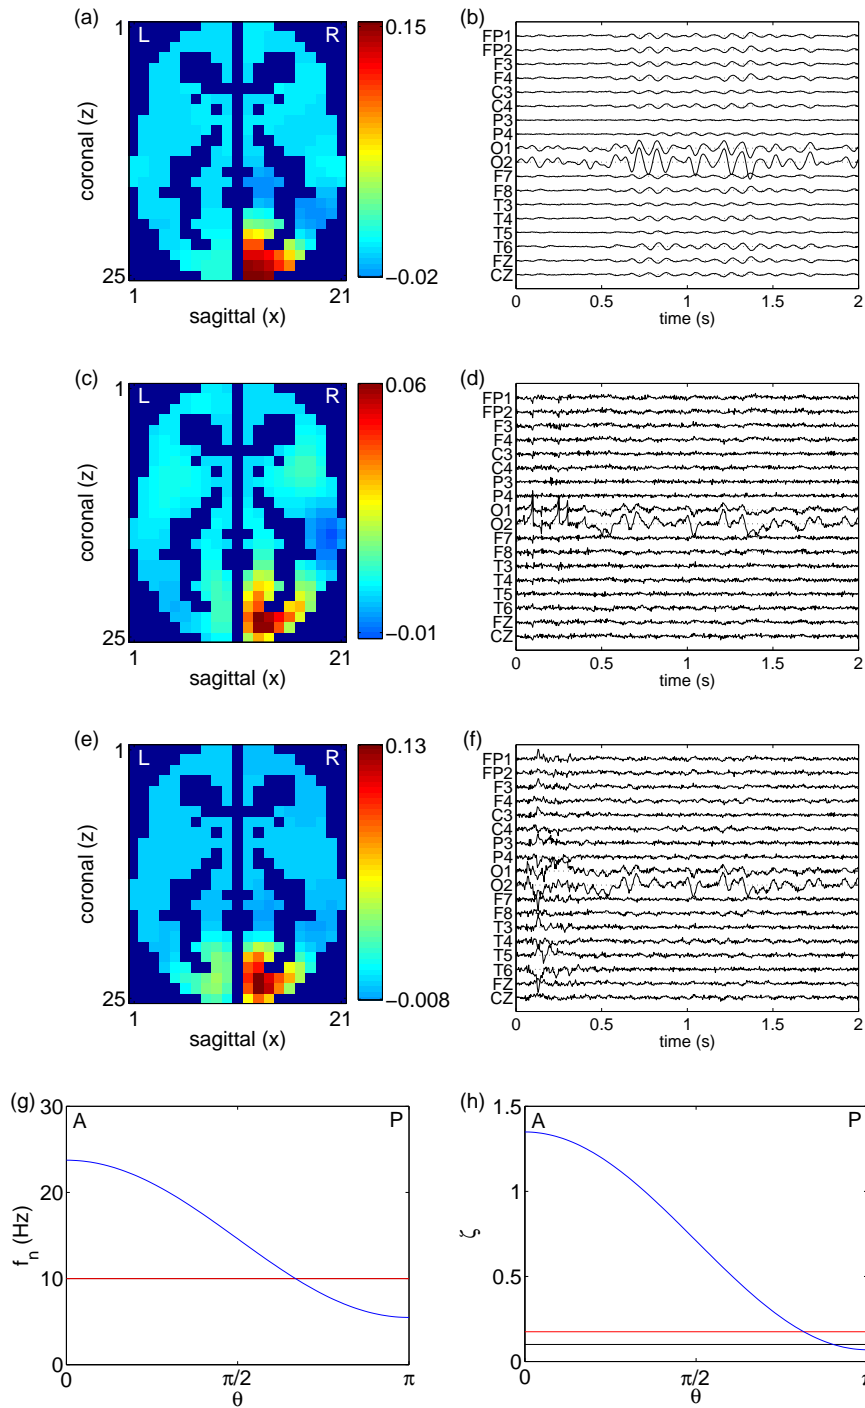 (a)
1
L
R
coronal (z)
25
1
21
sagittal (x)
0.15
−0.02
(b)
FP1
FP2
F3
F4
C3
C4
P3
P4
O1
O2
F7
F8
T3
T4
T5
T6
FZ
CZ
0 0.5 1 1.5 2
time (s)
(c)
1
L
R
coronal (z)
25
1
21
sagittal (x)
0.06
−0.01
(d)
FP1
FP2
F3
F4
C3
C4
P3
P4
O1
O2
F7
F8
T3
T4
T5
T6
FZ
CZ
0 0.5 1 1.5 2
time (s)
(e)
1
L
R
coronal (z)
25
1
21
sagittal (x)
0.13
−0.008
(f)
FP1
FP2
F3
F4
C3
C4
P3
P4
O1
O2
F7
F8
T3
T4
T5
T6
FZ
CZ
0 0.5 1 1.5 2
time (s)
(g)
30
20
10
0
f_n (Hz)
A
P
0 π/2 π
θ
(h)
1.5
1
0.5
0
ζ
A
P
0 π/2 π
θ